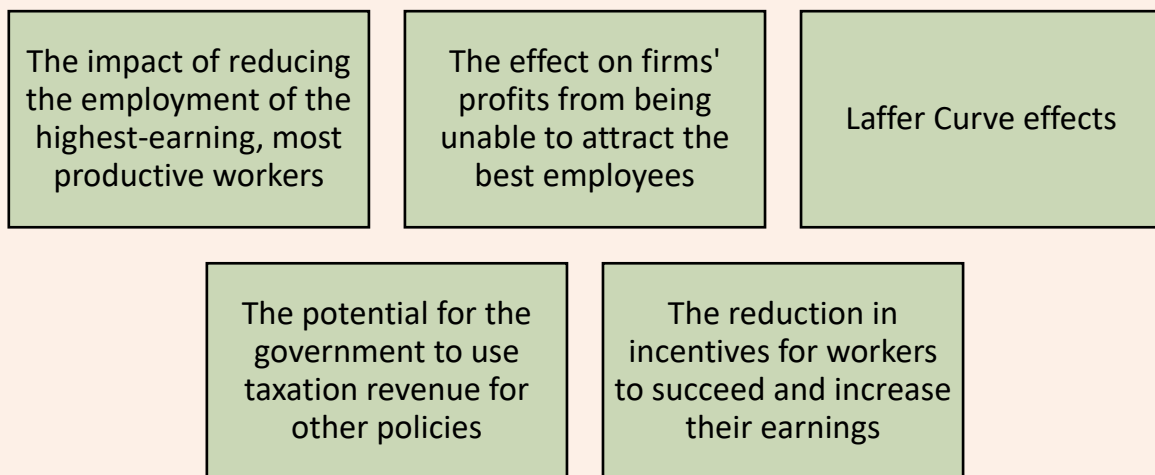 The impact of reducing
the employment of the
highest-earning, most
productive workers
The effect on firms'
profits from being
unable to attract the
best employees
Laffer Curve effects
The potential for the
government to use
taxation revenue for
other policies
The reduction in
incentives for workers
to succeed and increase
their earnings